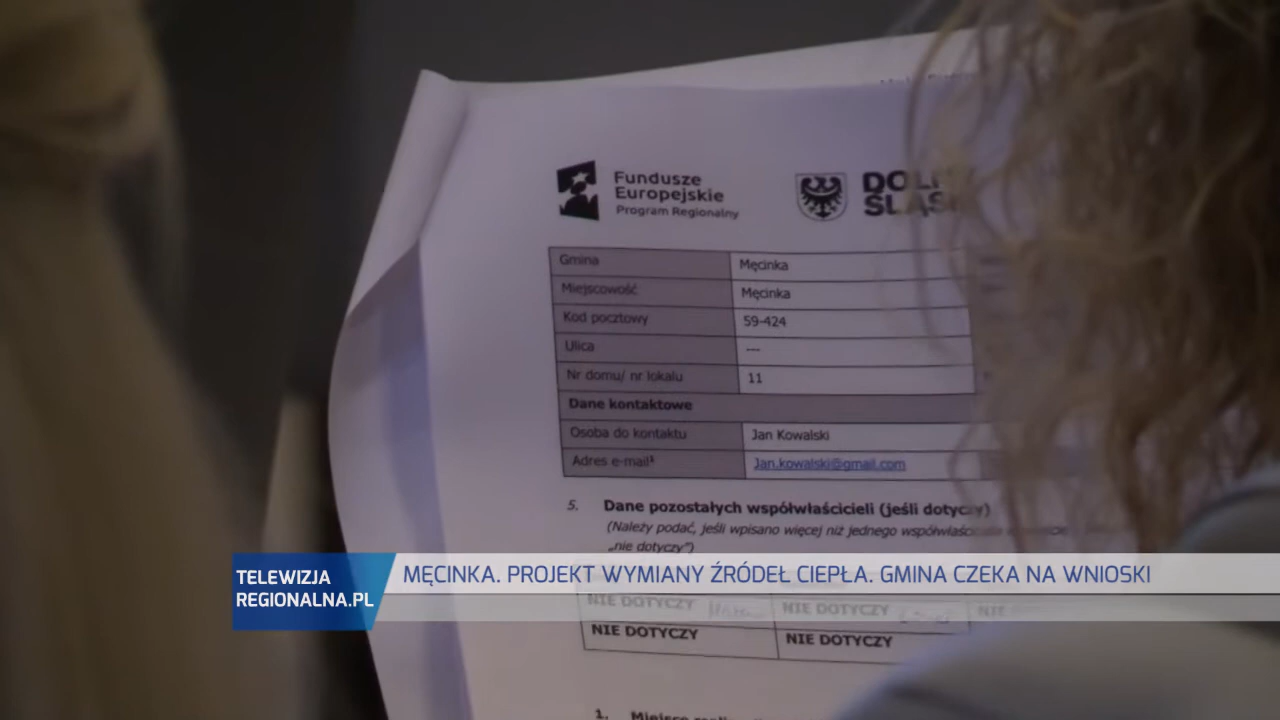 Fundusze
Europejskie
Program Regionalny
Gmina Męcinka
Miejscowość Męcinka
Kod pocztowy 59-424
Ulica ---
Nr domu/ nr lokalu 11
Dane kontaktowe
Osoba do kontaktu Jan Kowalski
Adres e-mail¹ Jan.kowalski@gmail.com
5. Dane pozostałych współwłaścicieli (jeśli dotyczy)
(Należy podać, jeśli wpisano więcej niż jednego
„nie dotyczy”)
TELEWIZJA
REGIONALNA.PL
MĘCINKA. PROJEKT WYMIANY ŹRÓDEŁ CIEPŁA. GMINA CZEKA NA WNIOSKI
NIE DOTYCZY NIE DOTYCZY NIE
NIE DOTYCZY NIE DOTYCZY
1.